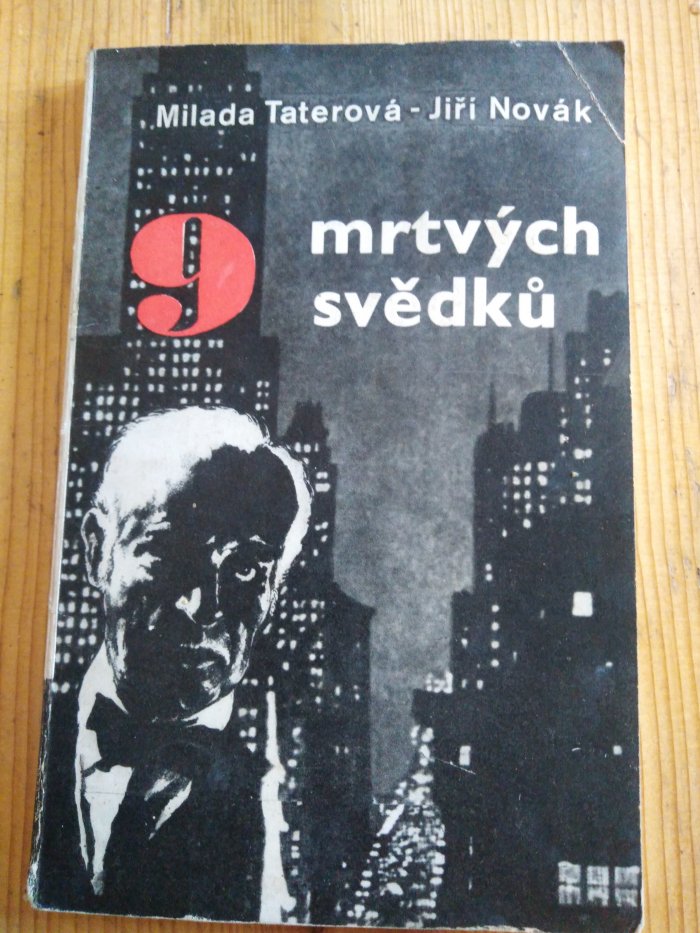 Milada Taterová - Jiří Novák
9 mrtvých
svědků